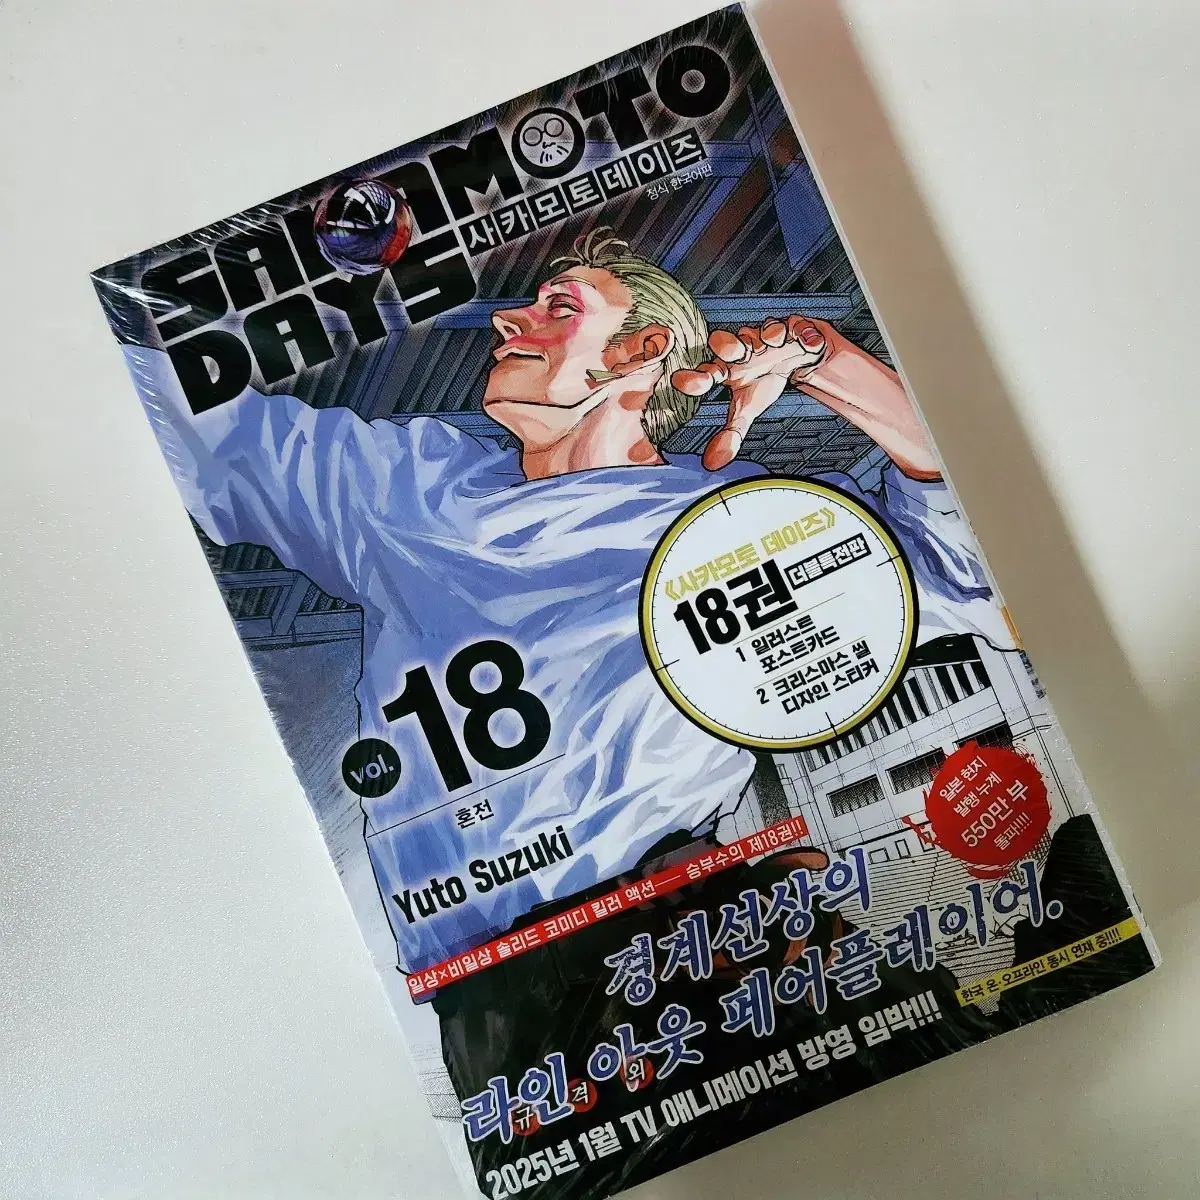 SAKAMOTO
DAYS
사카모토데이즈
정식 한국어판
《사카모토 데이즈》
18권 더블특전판
1 일러스트
포스트카드
2 크리스마스 씰
디자인 스티커
vol. 18
혼전
Yuto Suzuki
일본 현지
발행 누계
550만 부
돌파!!!!
일상×비일상 솔리드 코미디 킬러 액션── 승부수의 제18권!!
경계선상의
라인 아웃 페어플레이어.
규격 외
한국 온·오프라인 동시 연재 중!!!!
2025년 1월 TV 애니메이션 방영 임박!!!